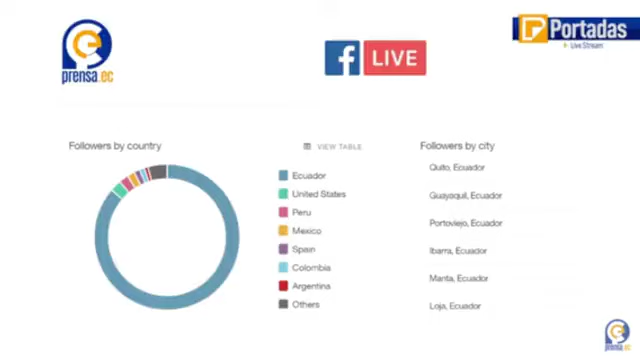 prensa.ec
f LIVE
Portadas
Live Stream
Followers by country
VIEW TABLE
Ecuador
United States
Peru
Mexico
Spain
Colombia
Argentina
Others
Followers by city
Quito, Ecuador
Guayaquil, Ecuador
Portoviejo, Ecuador
Ibarra, Ecuador
Manta, Ecuador
Loja, Ecuador
prensa.ec